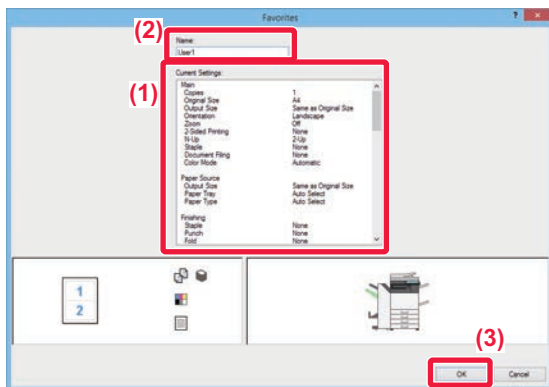 Favorites
?
×
(2)
Name:
User1
(1)
Current Settings:
Main
Copies 1
Original Size A4
Output Size Same as Original Size
Orientation Landscape
Zoom Off
2-Sided Printing None
N-Up 2-Up
Staple None
Document Filing None
Color Mode Automatic
Paper Source
Output Size Same as Original Size
Paper Tray Auto Select
Paper Type Auto Select
Finishing
Staple None
Punch None
Fold None
1
2
(3)
OK Cancel